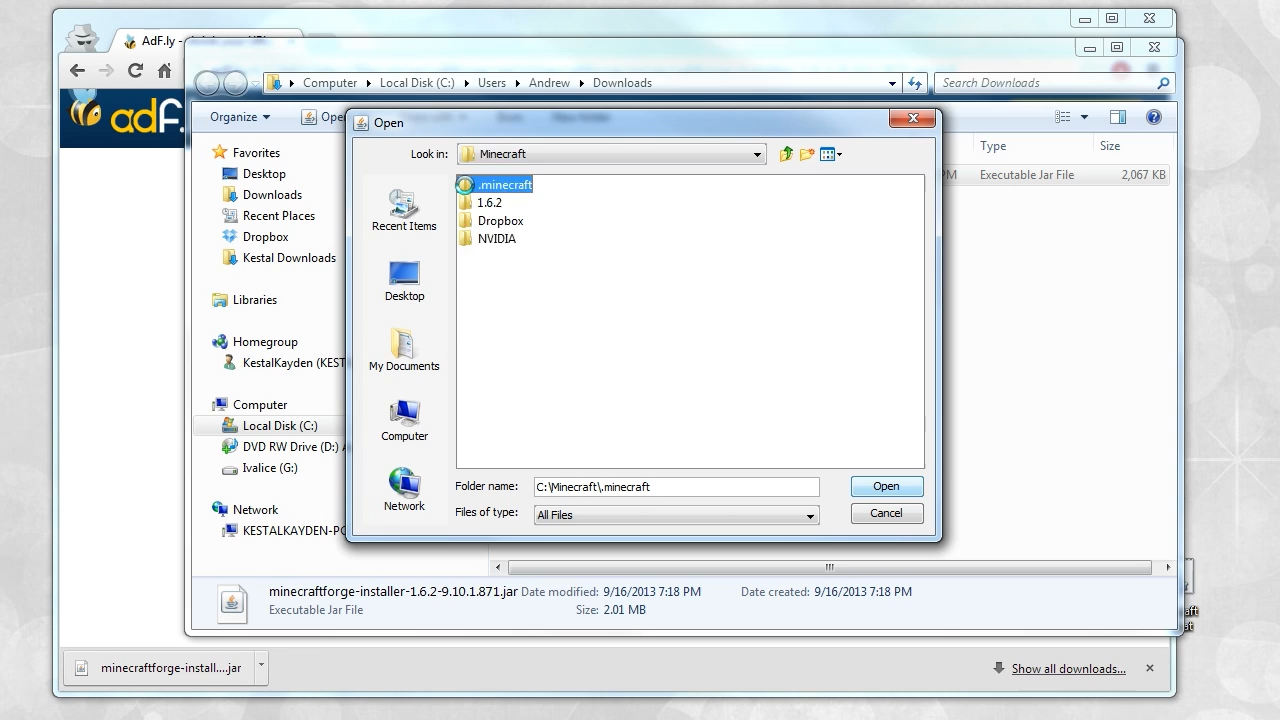 AdF.ly -
adf.
Computer
Local Disk (C:)
Users
Andrew
Downloads
Search Downloads
Organize
Open
Look in:
Minecraft
Type
Size
PM
Executable Jar File
2,067 KB
Favorites
Desktop
Downloads
Recent Places
Dropbox
Kestal Downloads
Libraries
Homegroup
KestalKayden (KEST
Computer
Local Disk (C:)
DVD RW Drive (D:) A
Ivalice (G:)
Network
KESTALKAYDEN-PC
Recent Items
Desktop
My Documents
Computer
Network
.minecraft
1.6.2
Dropbox
NVIDIA
Folder name:
C:\Minecraft\.minecraft
Open
Files of type:
All Files
Cancel
minecraftforge-installer-1.6.2-9.10.1.871.jar
Date modified: 9/16/2013 7:18 PM
Date created: 9/16/2013 7:18 PM
Executable Jar File
Size: 2.01 MB
minecraftforge-install....jar
Show all downloads...